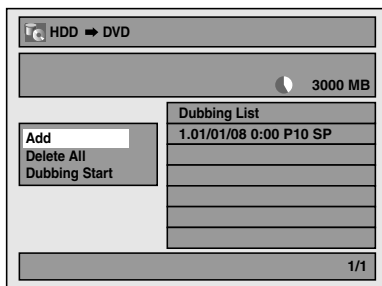 HDD ➡ DVD
3000 MB
Dubbing List
1.01/01/08 0:00 P10 SP
Add
Delete All
Dubbing Start
1/1